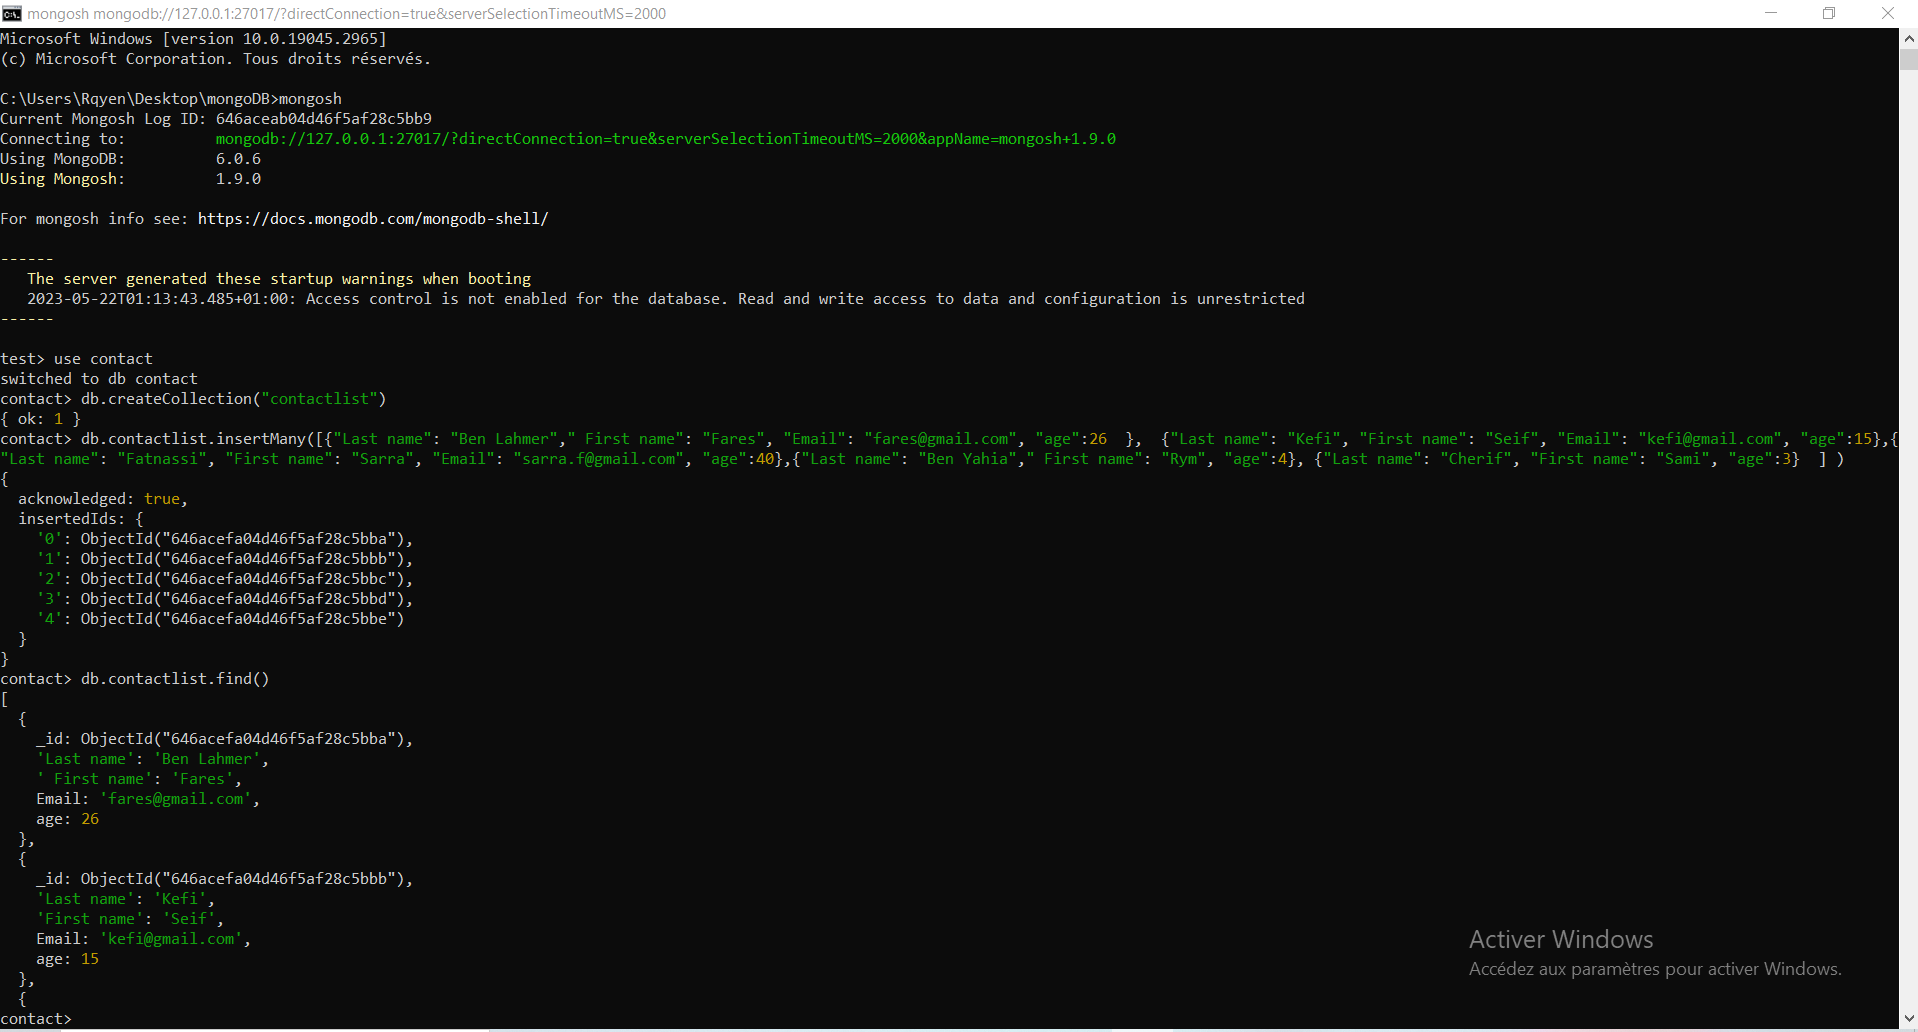 mongosh mongodb://127.0.0.1:27017/?directConnection=true&serverSelectionTimeoutMS=2000
Microsoft Windows [version 10.0.19045.2965]
(c) Microsoft Corporation. Tous droits réservés.
C:\Users\Rqyen\Desktop\mongoDB>mongosh
Current Mongosh Log ID: 646aceab04d46f5af28c5bb9
Connecting to:          mongodb://127.0.0.1:27017/?directConnection=true&serverSelectionTimeoutMS=2000&appName=mongosh+1.9.0
Using MongoDB:          6.0.6
Using Mongosh:          1.9.0
For mongosh info see: https://docs.mongodb.com/mongodb-shell/
------
   The server generated these startup warnings when booting
   2023-05-22T01:13:43.485+01:00: Access control is not enabled for the database. Read and write access to data and configuration is unrestricted
------
test> use contact
switched to db contact
contact> db.createCollection("contactlist")
{ ok: 1 }
contact> db.contactlist.insertMany([{"Last name": "Ben Lahmer"," First name": "Fares", "Email": "fares@gmail.com", "age":26  },  {"Last name": "Kefi", "First name": "Seif", "Email": "kefi@gmail.com", "age":15},{
"Last name": "Fatnassi", "First name": "Sarra", "Email": "sarra.f@gmail.com", "age":40},{"Last name": "Ben Yahia"," First name": "Rym", "age":4}, {"Last name": "Cherif", "First name": "Sami", "age":3}  ] )
{
  acknowledged: true,
  insertedIds: {
    '0': ObjectId("646acefa04d46f5af28c5bba"),
    '1': ObjectId("646acefa04d46f5af28c5bbb"),
    '2': ObjectId("646acefa04d46f5af28c5bbc"),
    '3': ObjectId("646acefa04d46f5af28c5bbd"),
    '4': ObjectId("646acefa04d46f5af28c5bbe")
  }
}
contact> db.contactlist.find()
[
  {
    _id: ObjectId("646acefa04d46f5af28c5bba"),
    'Last name': 'Ben Lahmer',
    ' First name': 'Fares',
    Email: 'fares@gmail.com',
    age: 26
  },
  {
    _id: ObjectId("646acefa04d46f5af28c5bbb"),
    'Last name': 'Kefi',
    'First name': 'Seif',
    Email: 'kefi@gmail.com',
    age: 15
  },
  {
contact>
Activer Windows
Accédez aux paramètres pour activer Windows.